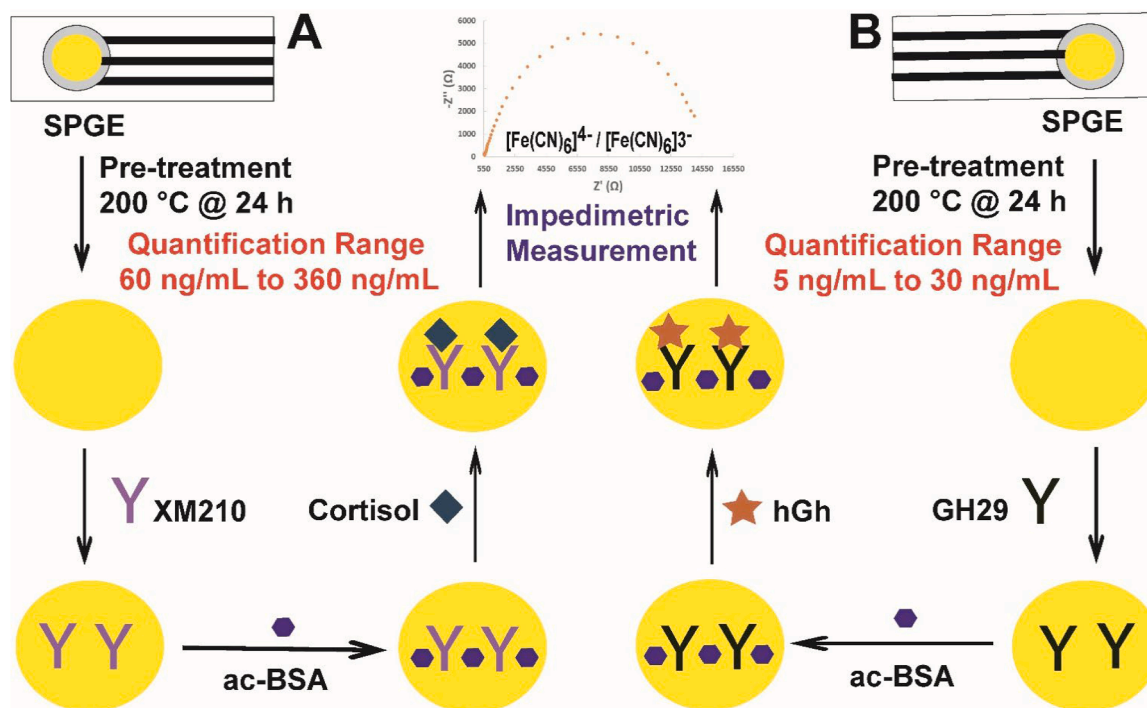 A
SPGE
Pre-treatment
200 °C @ 24 h
Quantification Range
60 ng/mL to 360 ng/mL
6000
5000
4000
3000
2000
1000
0
-Z'' (Ω)
[Fe(CN)6]4- / [Fe(CN)6]3-
550 2550 4550 6550 8550 10550 12550 14550 16550
Z' (Ω)
Impedimetric
Measurement
B
SPGE
Pre-treatment
200 °C @ 24 h
Quantification Range
5 ng/mL to 30 ng/mL
Y XM210
Cortisol
hGh
GH29 Y
Y Y
Y Y
Y Y
Y Y
Y Y
Y Y
ac-BSA
ac-BSA